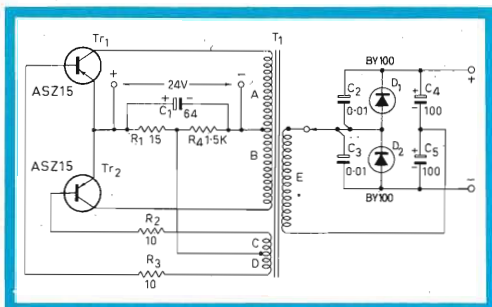 Tr1
T1
ASZ15
+
24V
−
+
−
C1
64
R1
15
R4
1·5K
A
B
ASZ15
Tr2
R2
10
R3
10
C
D
E
BY100
+
C2
0·01
D1
+
−
C4
100
C3
0·01
D2
+
−
C5
100
BY100
−